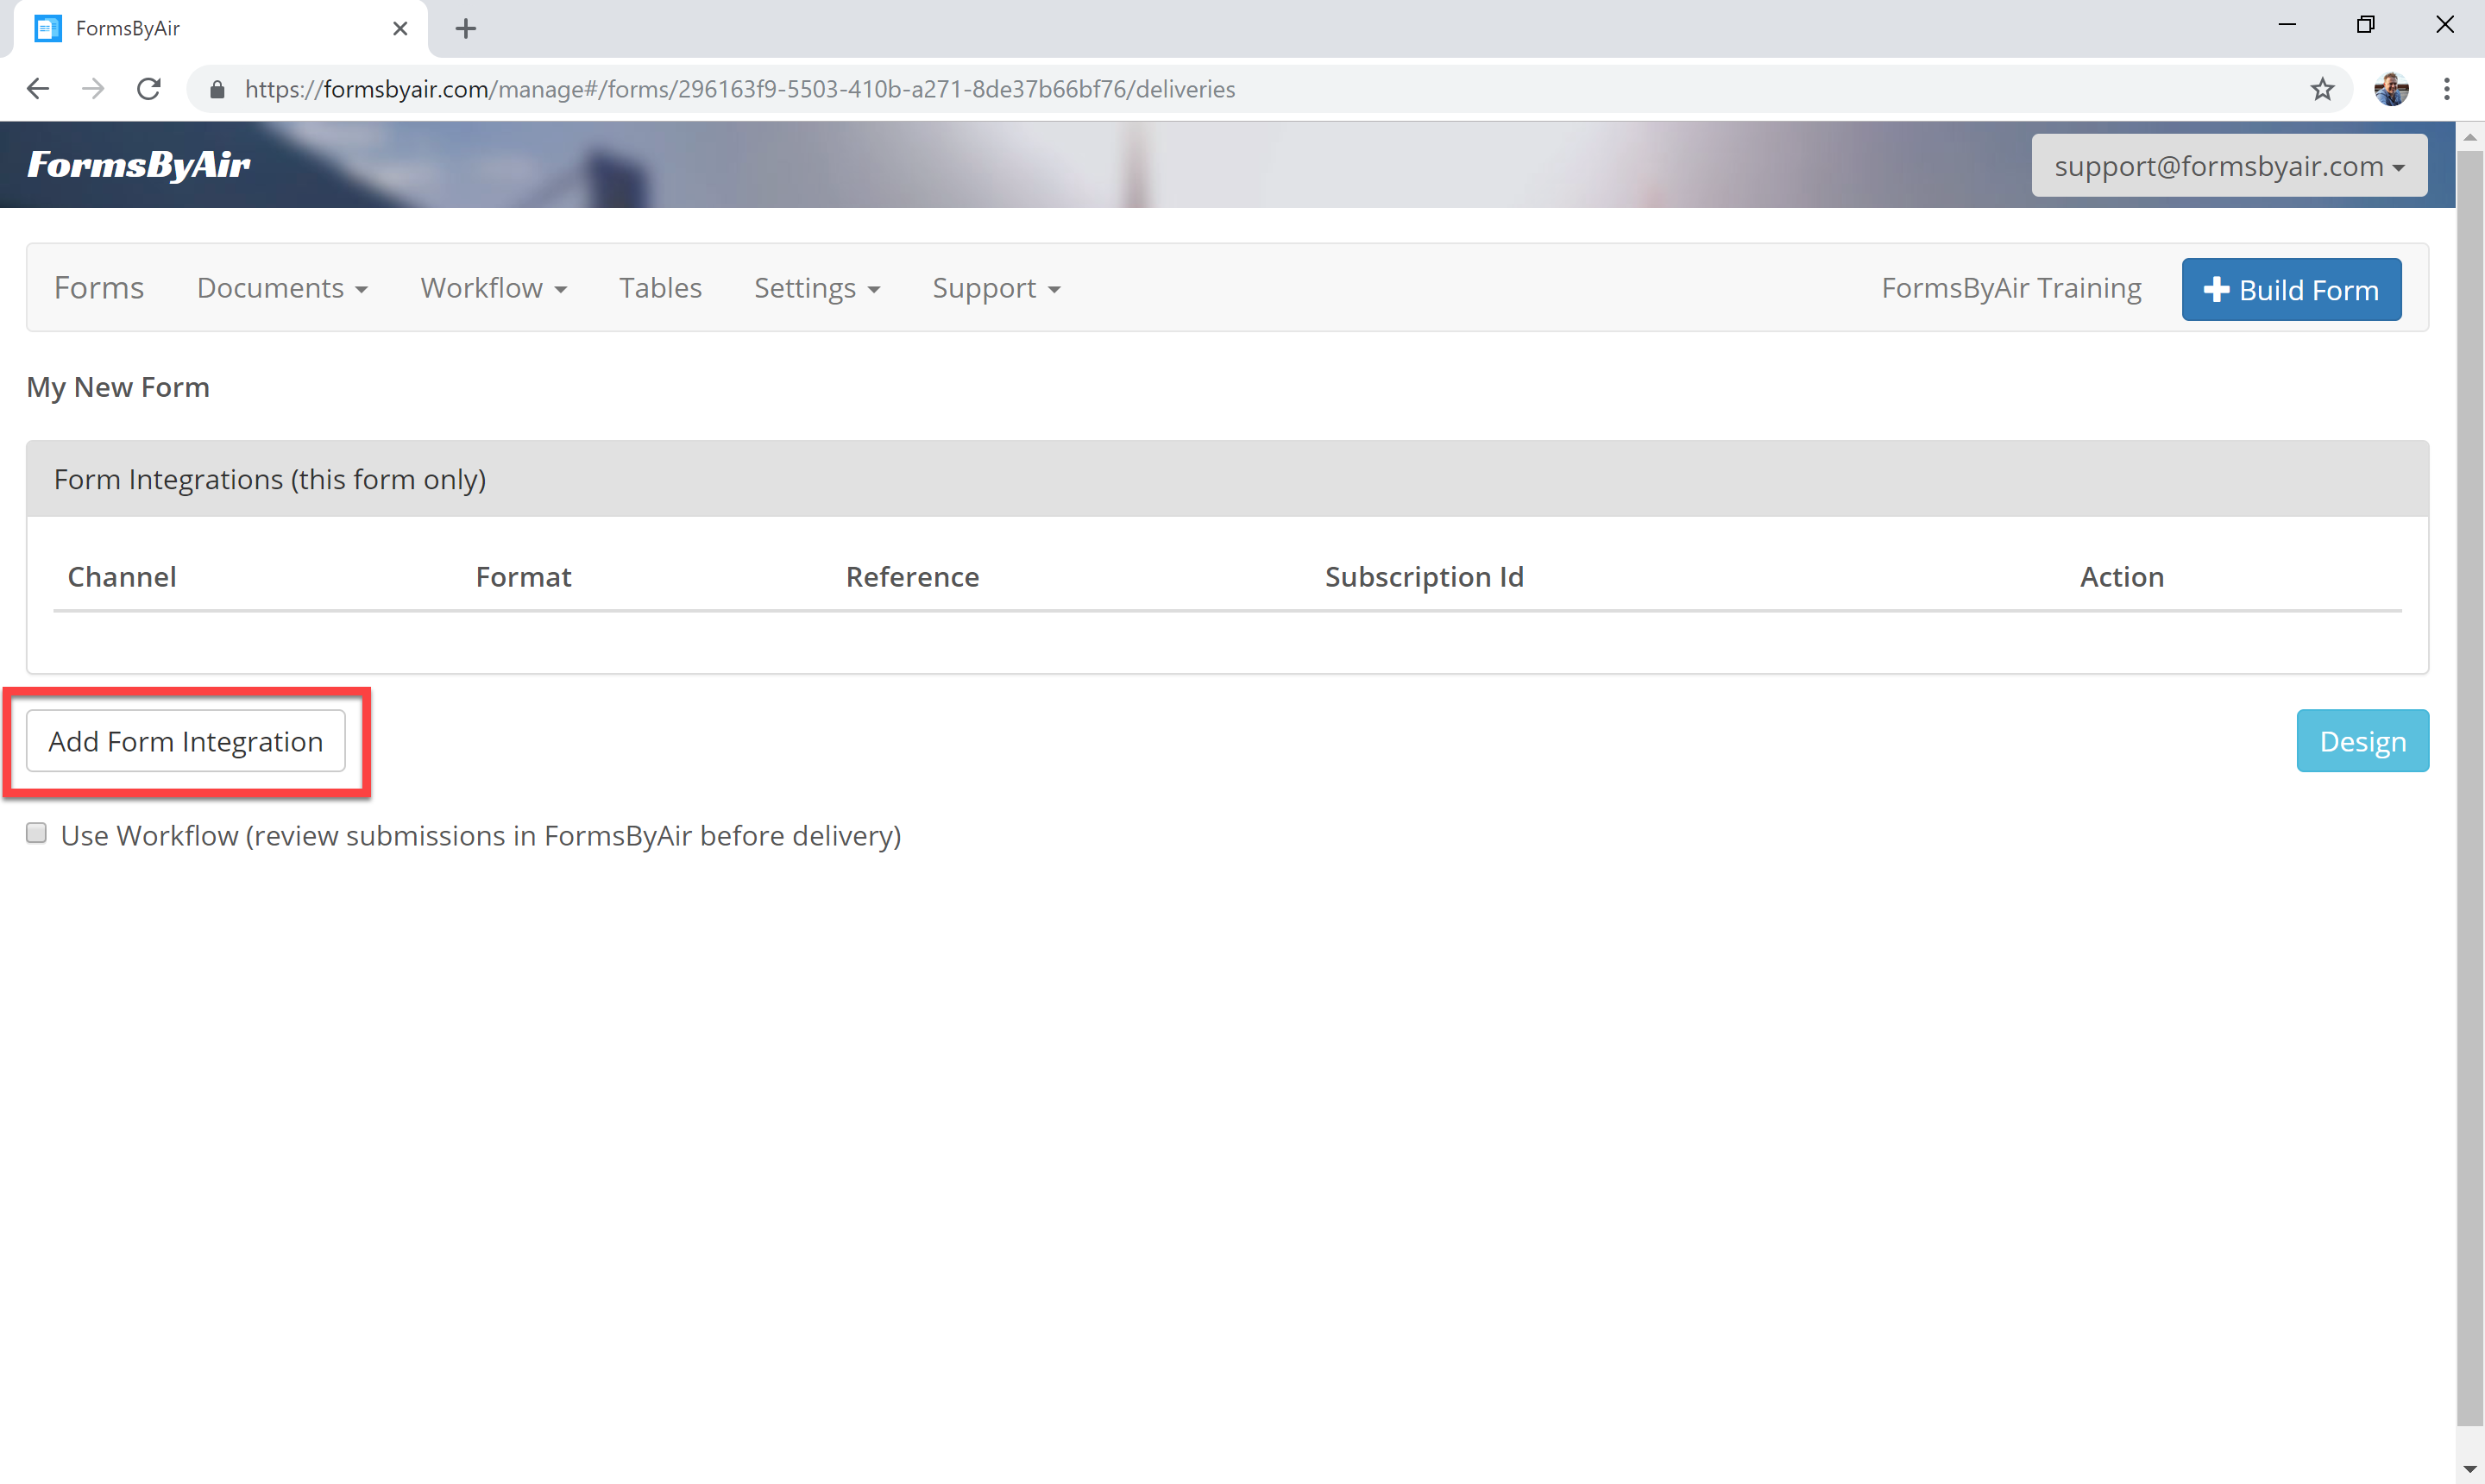 FormsByAir
https://formsbyair.com/manage#/forms/296163f9-5503-410b-a271-8de37b66bf76/deliveries
FormsByAir
support@formsbyair.com
Forms Documents Workflow Tables Settings Support FormsByAir Training Build Form
My New Form
Form Integrations (this form only)
Channel Format Reference Subscription Id Action
Add Form Integration Design
Use Workflow (review submissions in FormsByAir before delivery)